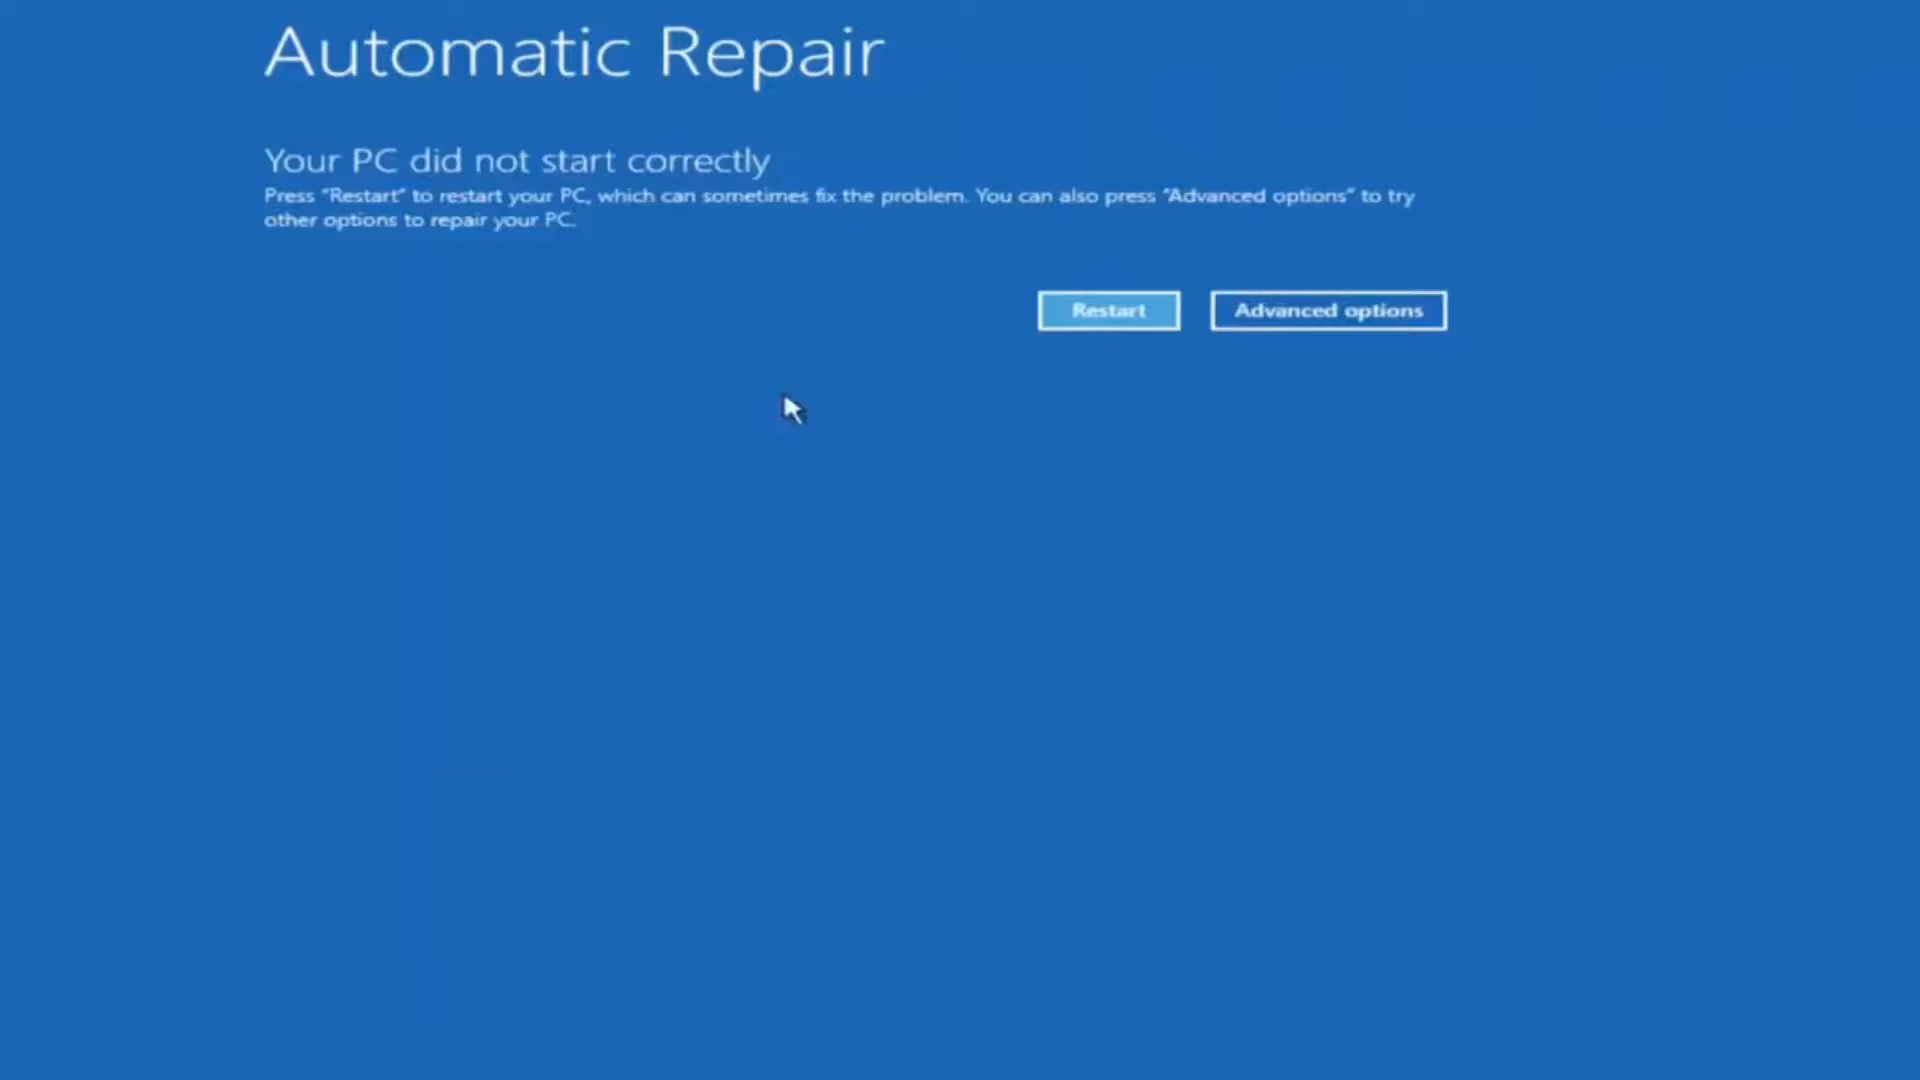 Automatic Repair
Your PC did not start correctly
Press "Restart" to restart your PC, which can sometimes fix the problem. You can also press "Advanced options" to try
other options to repair your PC.
Restart
Advanced options